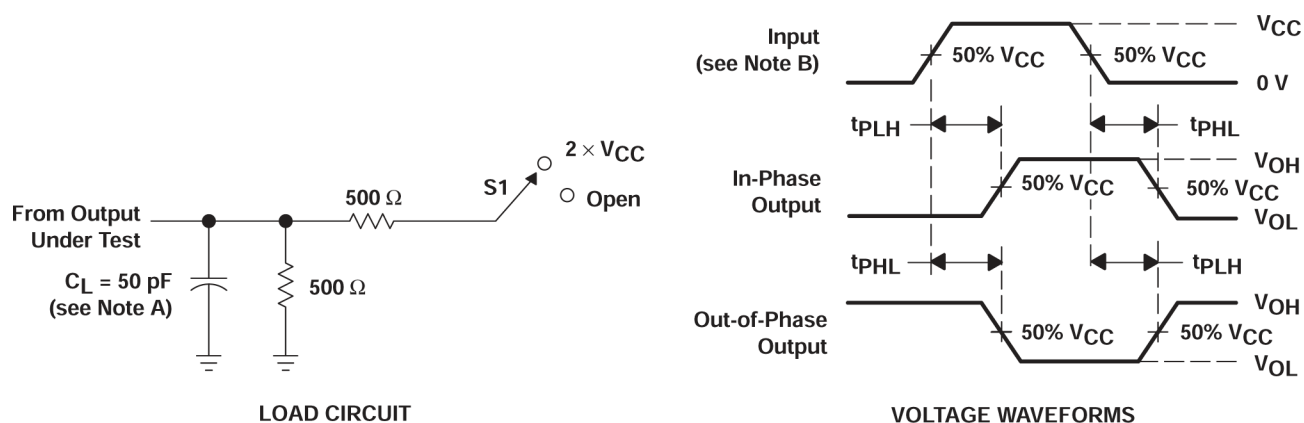 2 × VCC
S1
Open
500 Ω
From Output
Under Test
CL = 50 pF
(see Note A)
500 Ω
LOAD CIRCUIT
Input
(see Note B)
VCC
50% VCC
50% VCC
0 V
tPLH
tPHL
In-Phase
Output
VOH
50% VCC
50% VCC
VOL
tPHL
tPLH
Out-of-Phase
Output
VOH
50% VCC
50% VCC
VOL
VOLTAGE WAVEFORMS